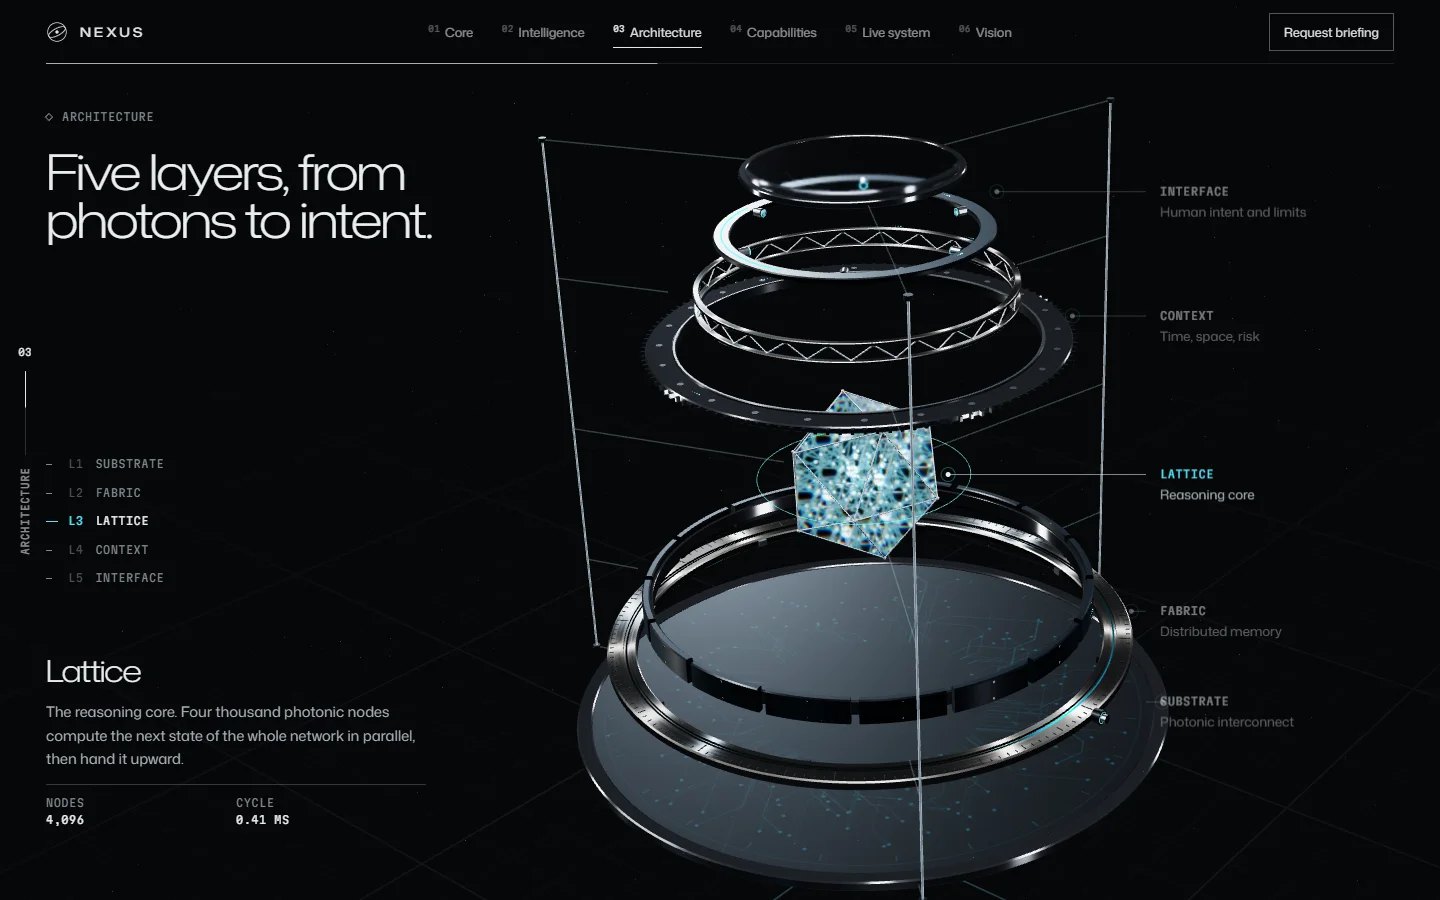 NEXUS
01 Core
02 Intelligence
03 Architecture
04 Capabilities
05 Live system
06 Vision
Request briefing
ARCHITECTURE
Five layers, from
photons to intent.
INTERFACE
Human intent and limits
CONTEXT
Time, space, risk
LATTICE
Reasoning core
FABRIC
Distributed memory
SUBSTRATE
Photonic interconnect
03
ARCHITECTURE
L1 SUBSTRATE
L2 FABRIC
L3 LATTICE
L4 CONTEXT
L5 INTERFACE
Lattice
The reasoning core. Four thousand photonic nodes
compute the next state of the whole network in parallel,
then hand it upward.
NODES
4,096
CYCLE
0.41 MS